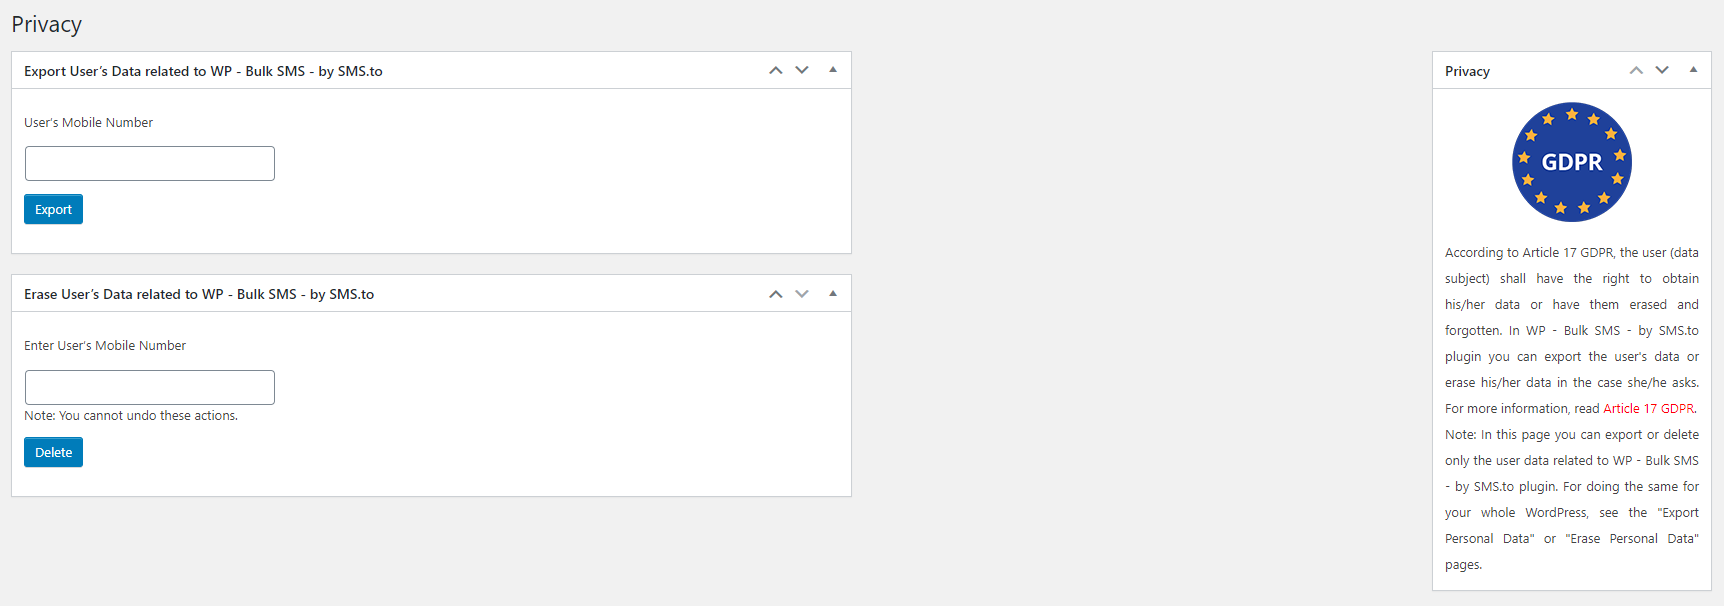 Privacy
Export User’s Data related to WP - Bulk SMS - by SMS.to
User's Mobile Number
Export
Erase User’s Data related to WP - Bulk SMS - by SMS.to
Enter User's Mobile Number
Note: You cannot undo these actions.
Delete
Privacy
GDPR
According to Article 17 GDPR, the user (data
subject) shall have the right to obtain
his/her data or have them erased and
forgotten. In WP - Bulk SMS - by SMS.to
plugin you can export the user's data or
erase his/her data in the case she/he asks.
For more information, read Article 17 GDPR.
Note: In this page you can export or delete
only the user data related to WP - Bulk SMS
- by SMS.to plugin. For doing the same for
your whole WordPress, see the "Export
Personal Data" or "Erase Personal Data"
pages.